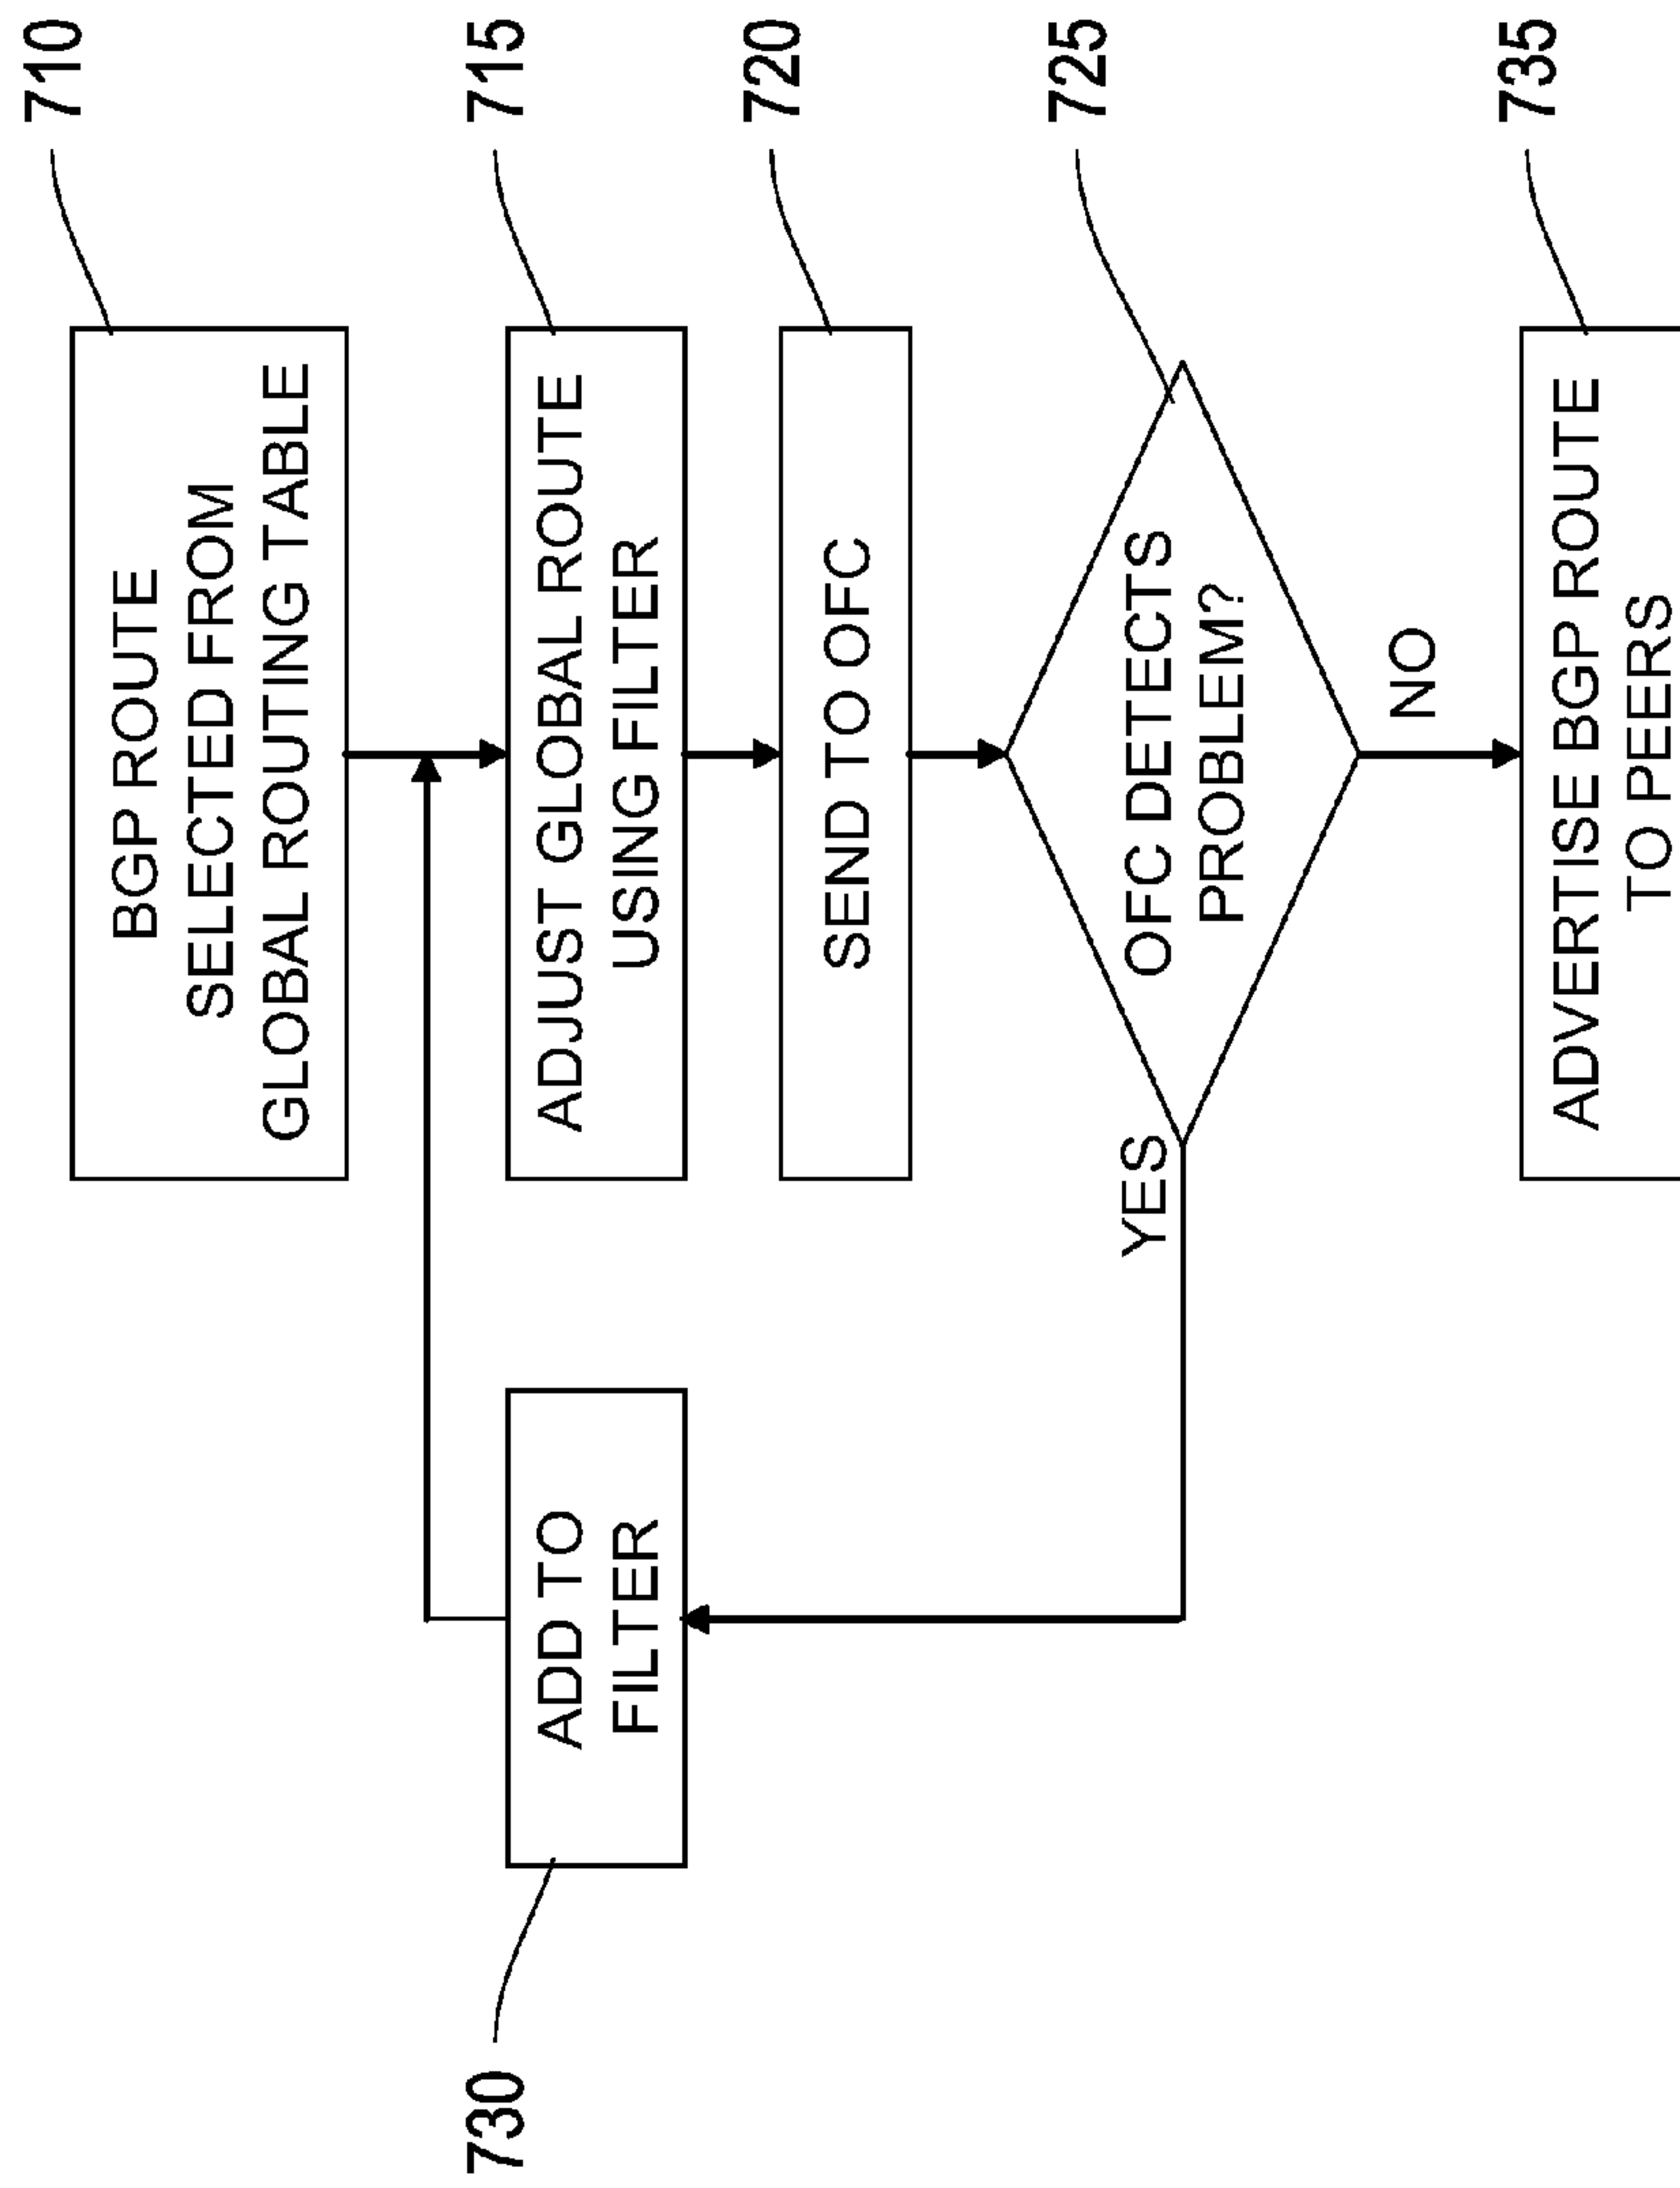 710
BGP ROUTE
SELECTED FROM
GLOBAL ROUTING TABLE
715
ADJUST GLOBAL ROUTE
USING FILTER
720
SEND TO OFC
725
OFC DETECTS
PROBLEM?
YES
NO
730
ADD TO
FILTER
735
ADVERTISE BGP ROUTE
TO PEERS